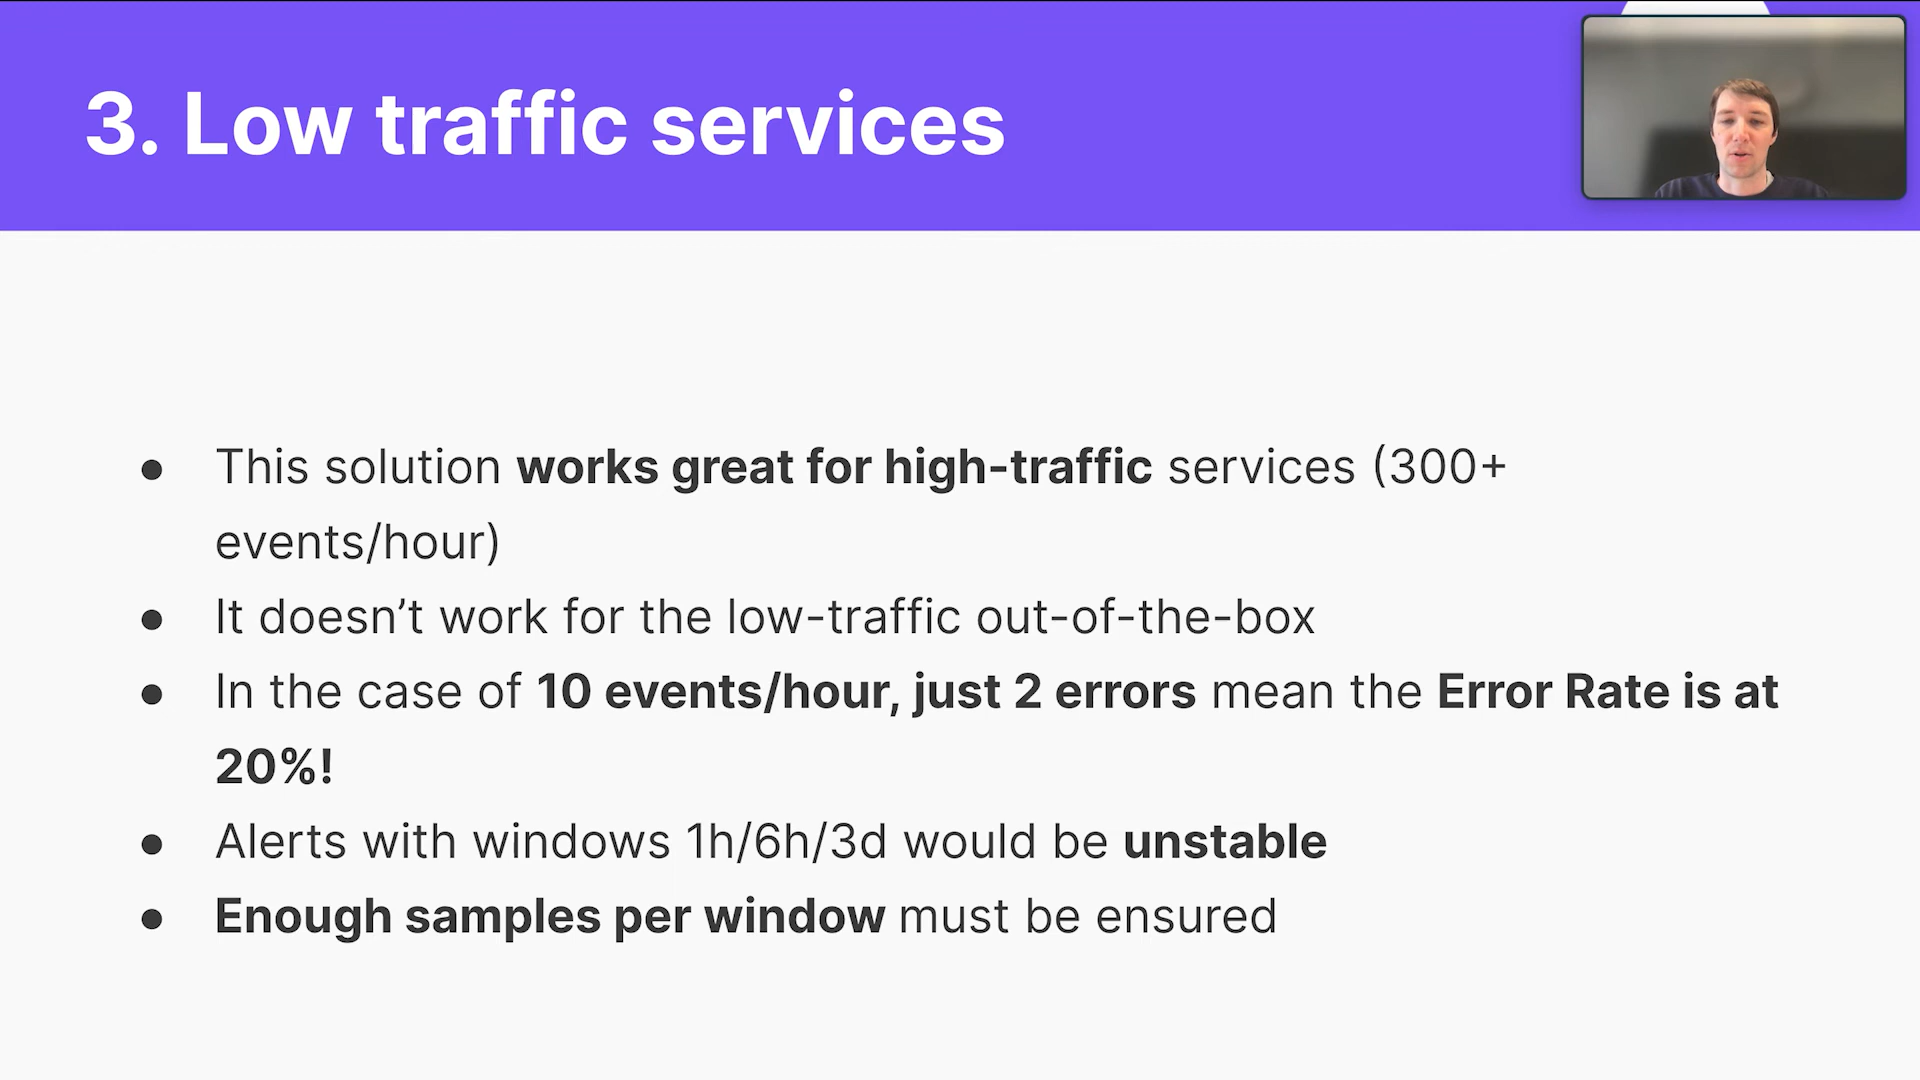 3. Low traffic services
● This solution works great for high-traffic services (300+
events/hour)
● It doesn’t work for the low-traffic out-of-the-box
● In the case of 10 events/hour, just 2 errors mean the Error Rate is at
20%!
● Alerts with windows 1h/6h/3d would be unstable
● Enough samples per window must be ensured